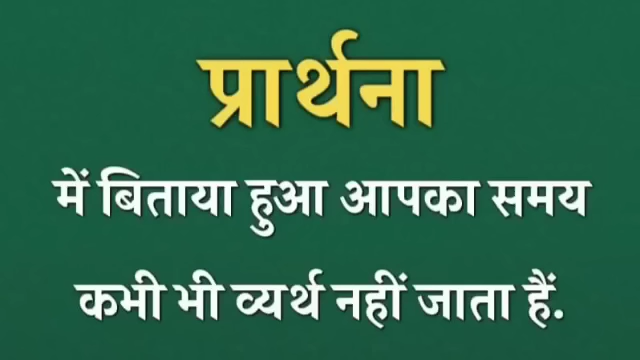 प्रार्थना
में बिताया हुआ आपका समय
कभी भी व्यर्थ नहीं जाता हैं.